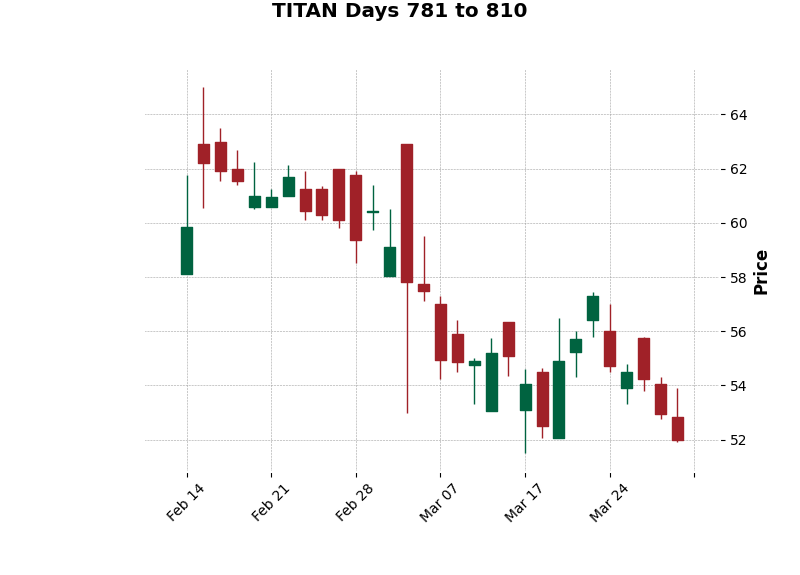 TITAN Days 781 to 810
64
62
60
58
56
54
52
Price
Feb 14
Feb 21
Feb 28
Mar 07
Mar 17
Mar 24